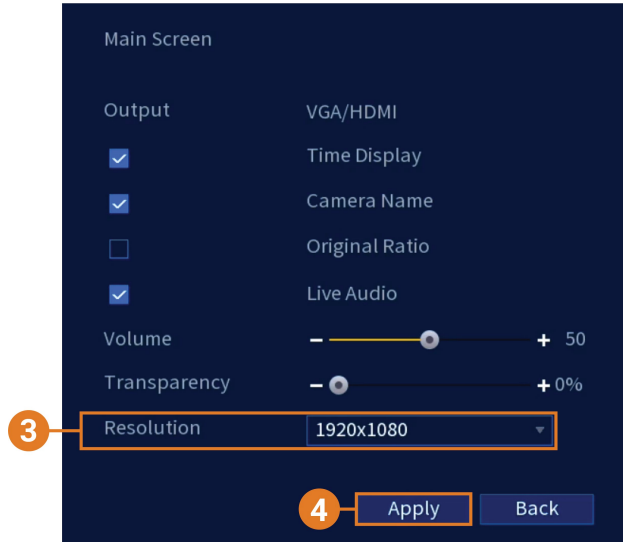 Main Screen
Output VGA/HDMI
Time Display
Camera Name
Original Ratio
Live Audio
Volume - + 50
Transparency - + 0%
3 Resolution 1920x1080
4 Apply Back